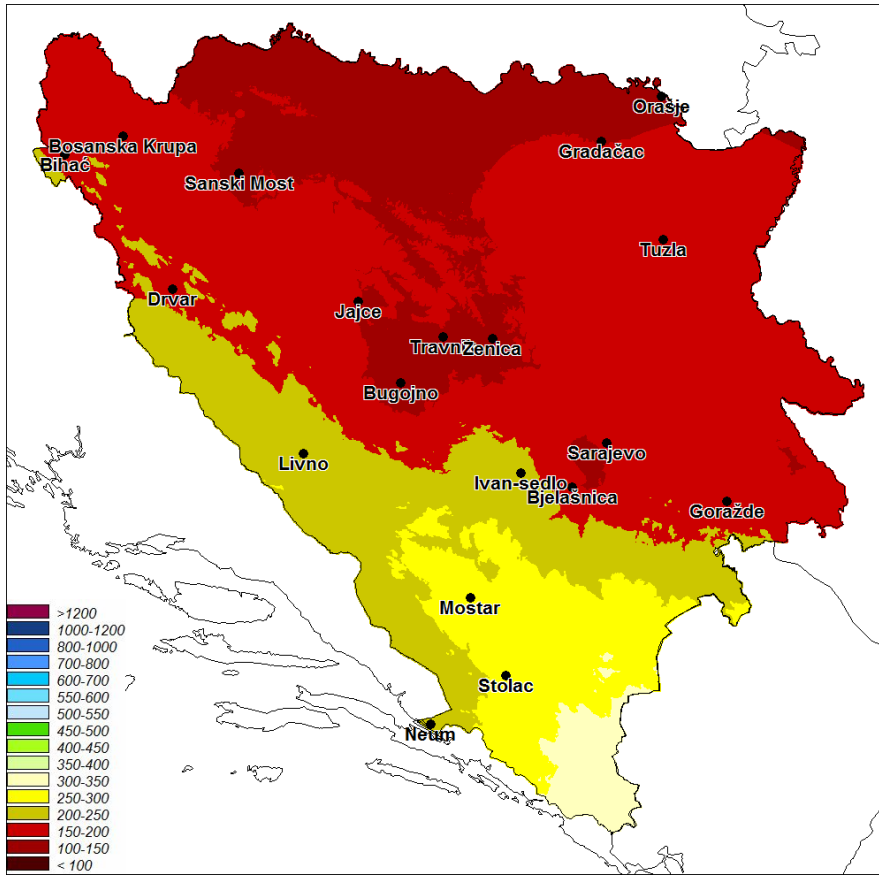 Orašje
Bosanska Krupa
Gradačac
Bihać
Sanski Most
Tuzla
Drvar
Jajce
Zenica
Bugojno
Sarajevo
Livno
Ivan-sedlo
Bjelašnica
Goražde
Mostar
Stolac
Neum
>1200
1000-1200
800-1000
700-800
600-700
550-600
500-550
450-500
400-450
350-400
300-350
250-300
200-250
150-200
100-150
< 100